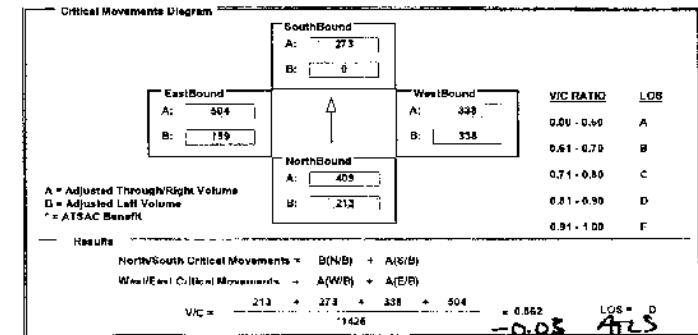 Critical Movements Diagram
SouthBound
A: 273
B: 0
EastBound
A: 504
B: 159
WestBound
A: 338
B: 338
NorthBound
A: 409
B: 213
V/C RATIO LOS
0.00 - 0.60 A
0.61 - 0.70 B
0.71 - 0.80 C
0.81 - 0.90 D
0.91 - 1.00 E
A = Adjusted Through/Right Volume
B = Adjusted Left Volume
* = ATSAC Benefit
Results
North/South Critical Movements = B(N/B) + A(S/B)
West/East Critical Movements = A(W/B) + A(E/B)
V/C = 213 + 273 + 338 + 504 = 0.862 LOS = D
*1425
-0.03 ATCS